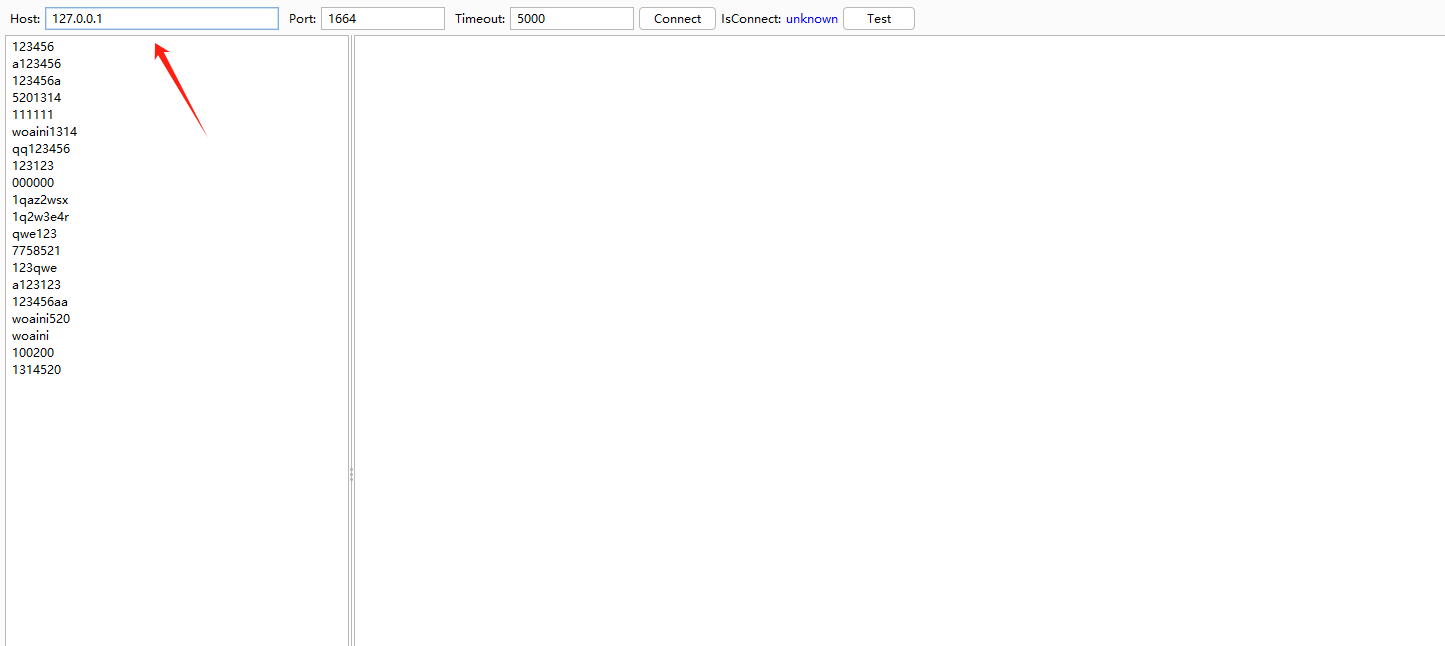 Host: 127.0.0.1 Port: 1664 Timeout: 5000 Connect IsConnect: unknown Test
123456
a123456
123456a
5201314
111111
woaini1314
qq123456
123123
000000
1qaz2wsx
1q2w3e4r
qwe123
7758521
123qwe
a123123
123456aa
woaini520
woaini
100200
1314520